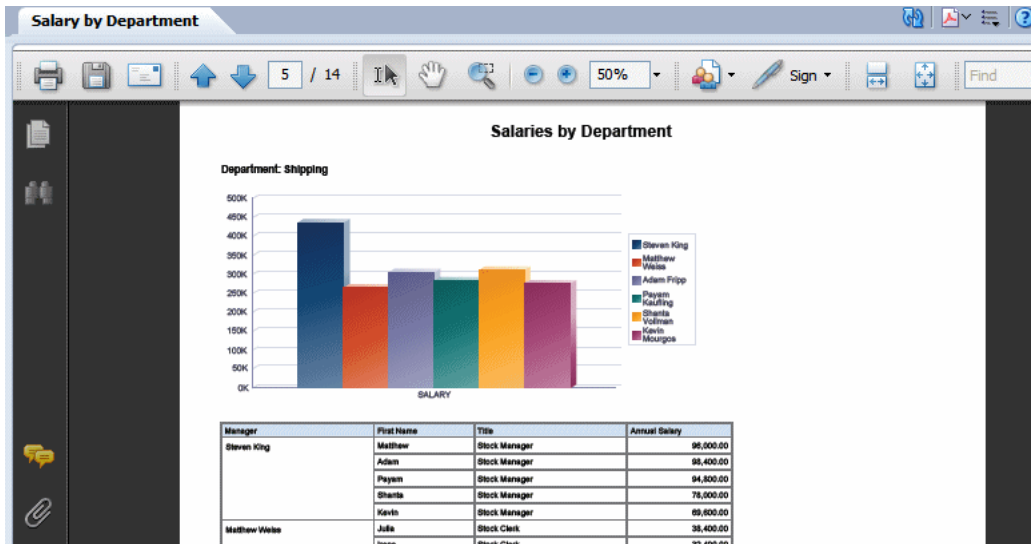 Salary by Department
5 / 14
50%
Sign
Find
Salaries by Department
Department: Shipping
500K
450K
400K
350K
300K
250K
200K
150K
100K
50K
0K
SALARY
Steven King
Matthew
Weiss
Adam Fripp
Payam
Kaufling
Shanta
Vollman
Kevin
Mourgos
Manager First Name Title Annual Salary
Steven King Matthew Stock Manager 96,000.00
Adam Stock Manager 98,400.00
Payam Stock Manager 94,800.00
Shanta Stock Manager 78,000.00
Kevin Stock Manager 69,600.00
Matthew Weiss Julia Stock Clerk 38,400.00